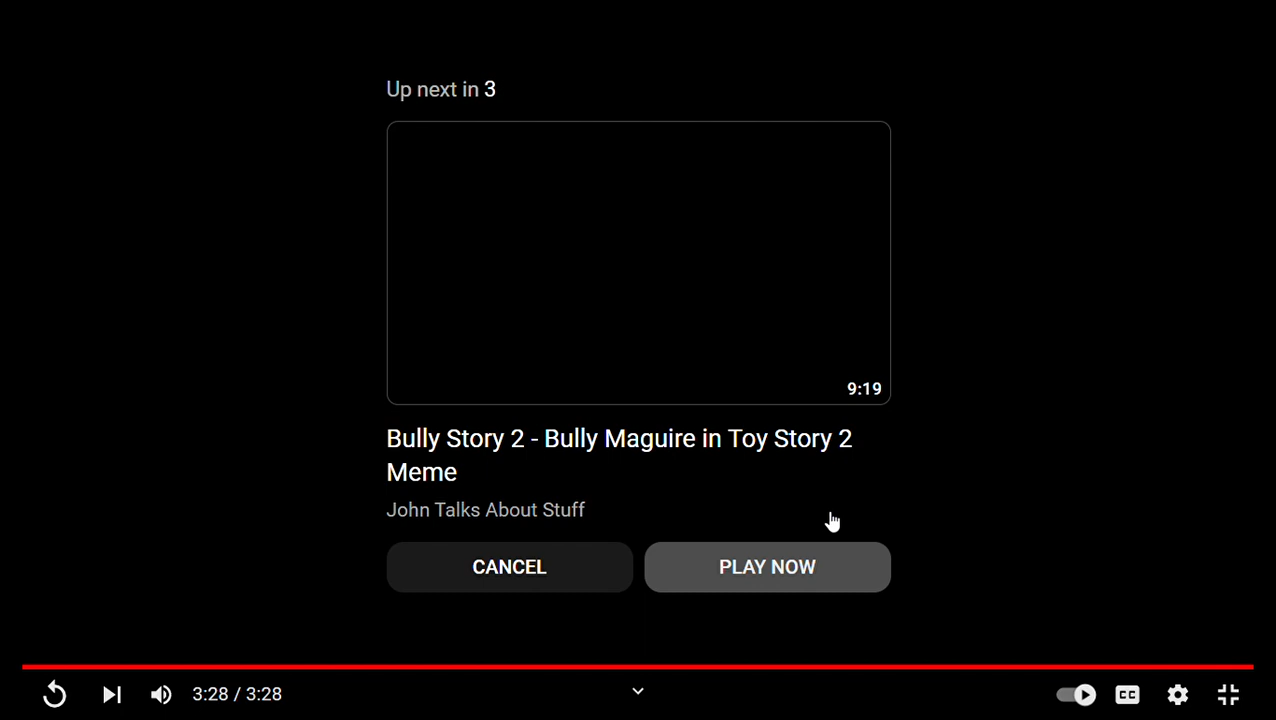 Up next in 3
9:19
Bully Story 2 - Bully Maguire in Toy Story 2
Meme
John Talks About Stuff
CANCEL PLAY NOW
3:28 / 3:28 CC